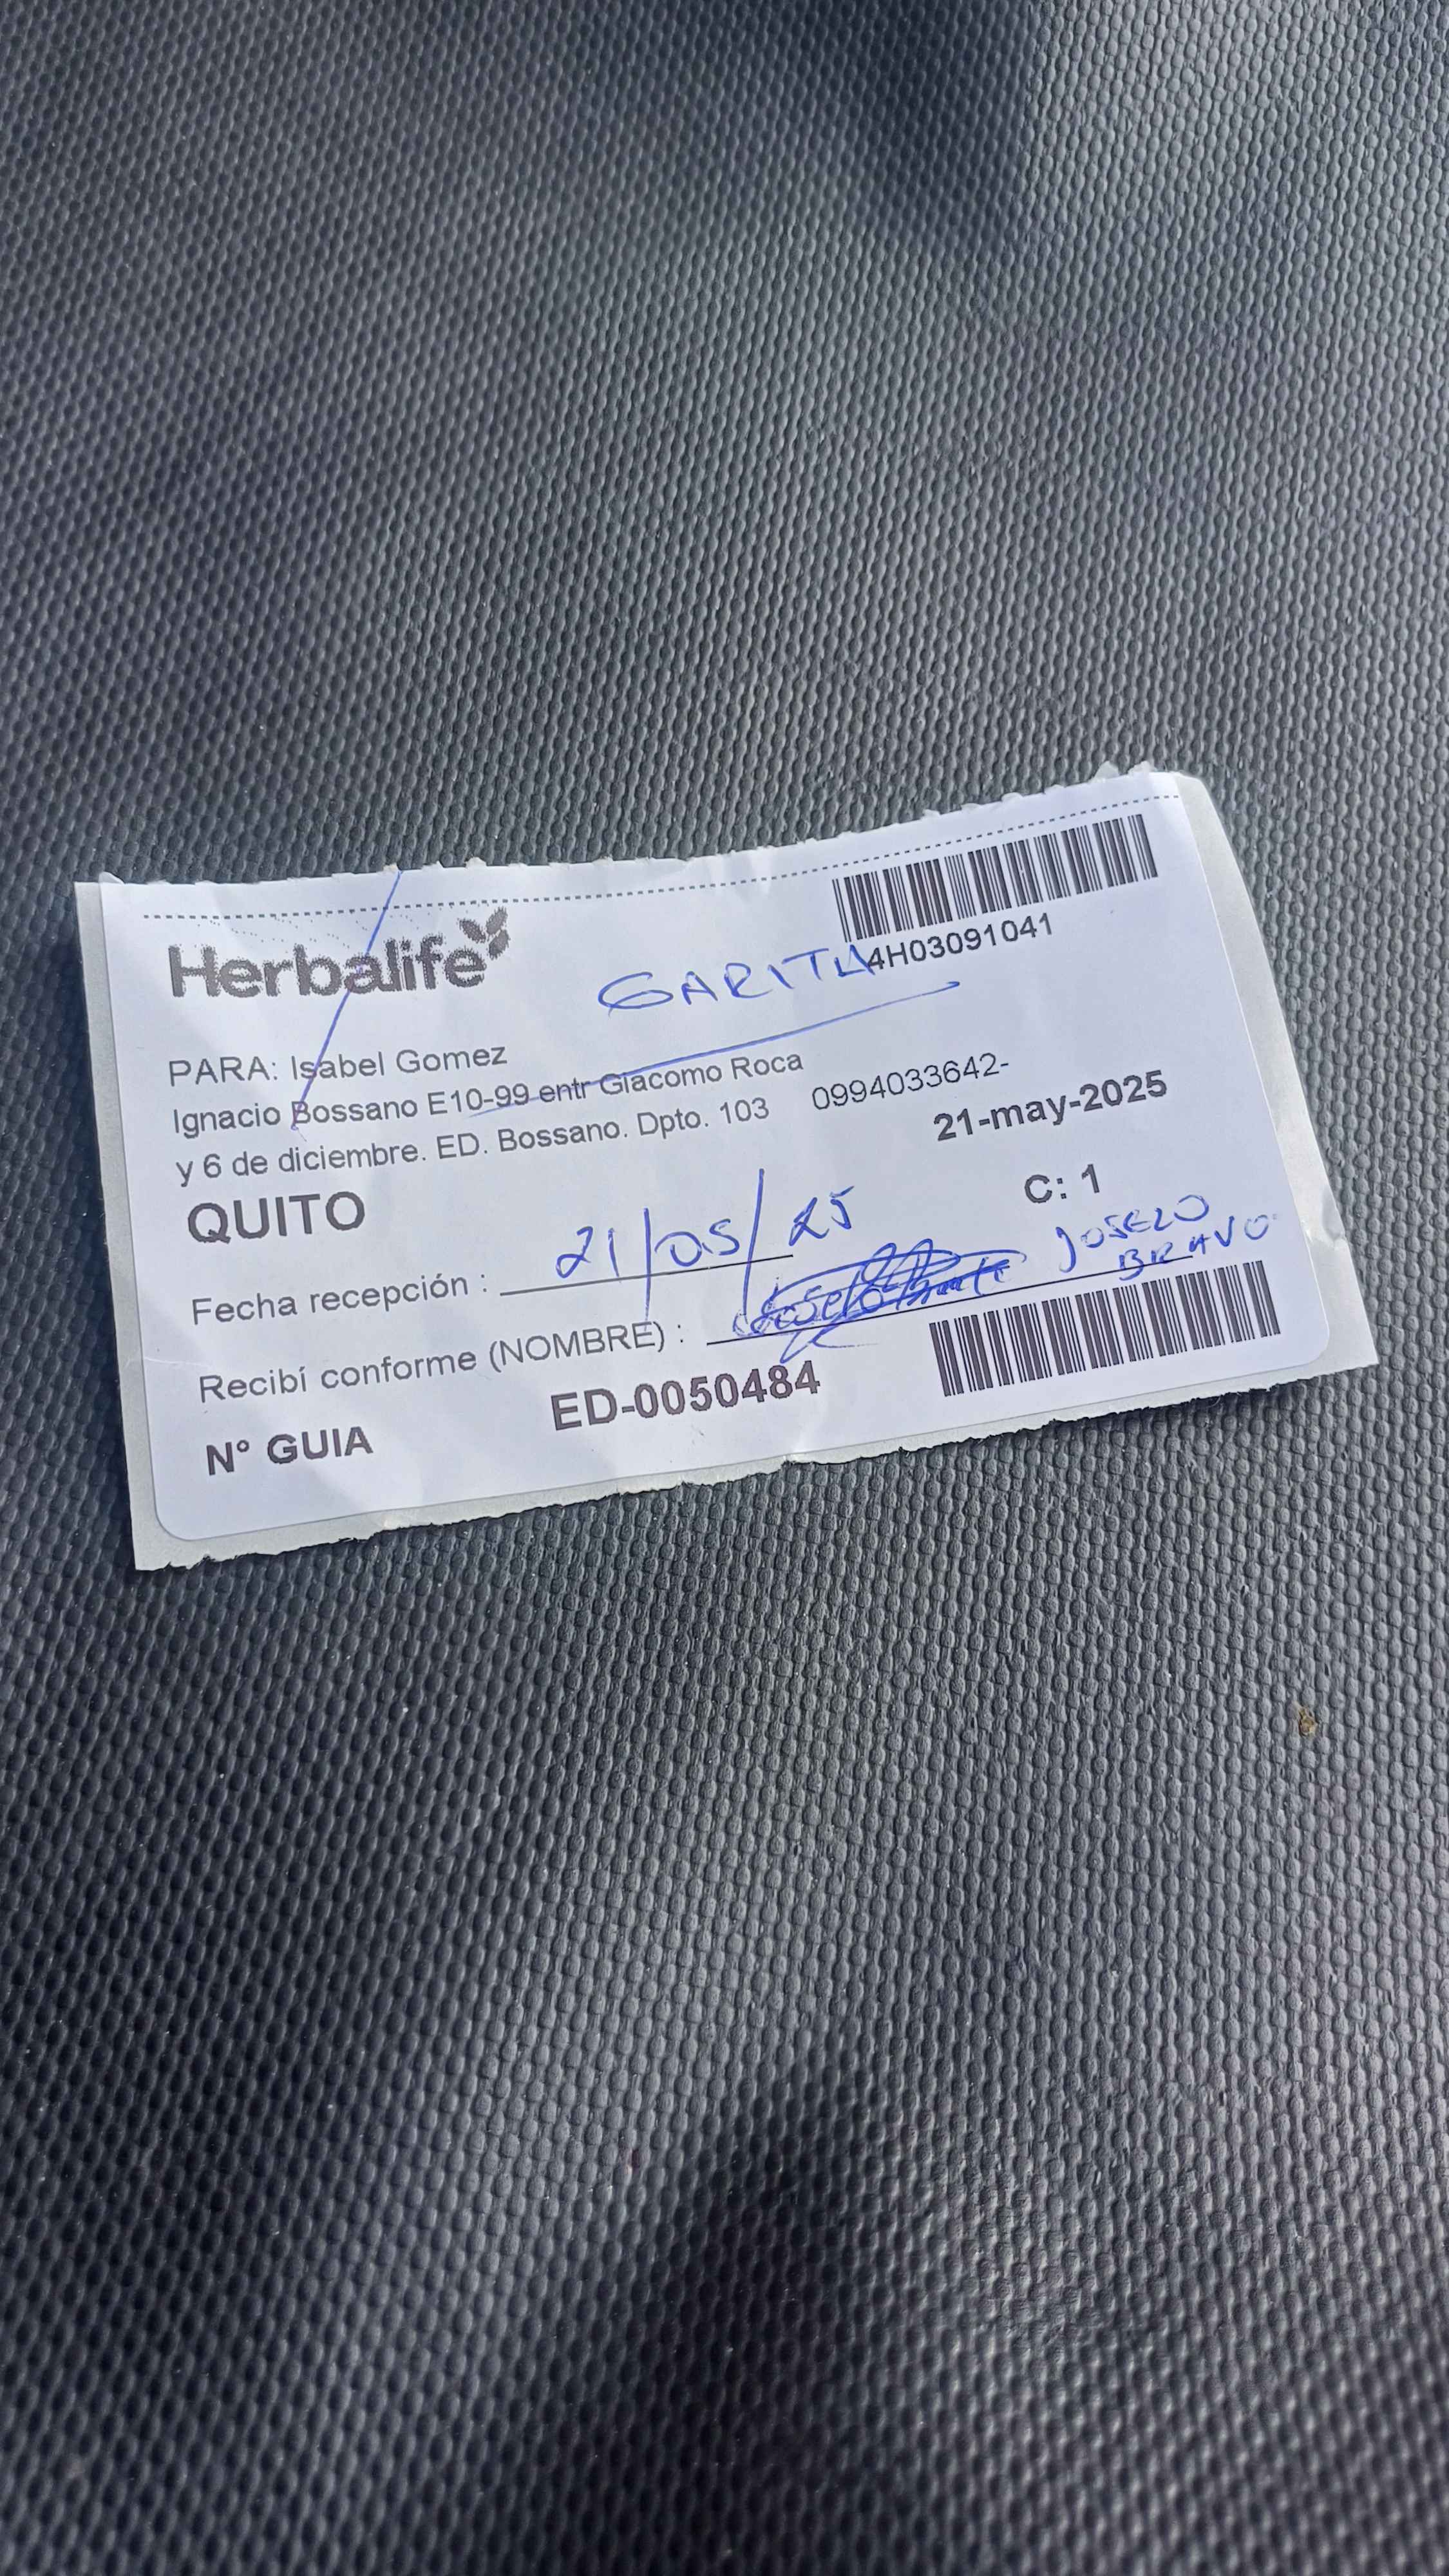 Herbalife
GARITA
4H03091041
PARA: Isabel Gomez
Ignacio Bossano E10-99 entr Giacomo Roca
y 6 de diciembre. ED. Bossano. Dpto. 103
0994033642-
21-may-2025
QUITO
C: 1
Fecha recepción : 21/05/25
Recibí conforme (NOMBRE) :
JOSELO
BRAVO
N° GUIA
ED-0050484